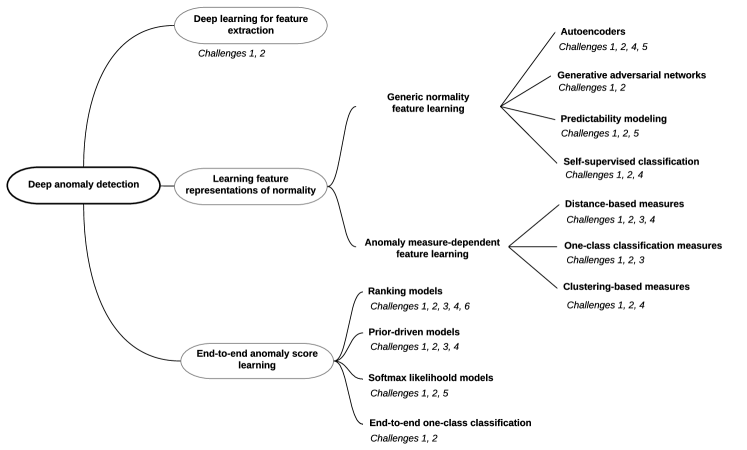 Deep learning for feature
extraction
Challenges 1, 2
Deep anomaly detection
Learning feature
representations of normality
Generic normality
feature learning
Autoencoders
Challenges 1, 2, 4, 5
Generative adversarial networks
Challenges 1, 2
Predictability modeling
Challenges 1, 2, 5
Self-supervised classification
Challenges 1, 2, 4
Anomaly measure-dependent
feature learning
Distance-based measures
Challenges 1, 2, 3, 4
One-class classification measures
Challenges 1, 2, 3
Clustering-based measures
Challenges 1, 2, 4
End-to-end anomaly score
learning
Ranking models
Challenges 1, 2, 3, 4, 6
Prior-driven models
Challenges 1, 2, 3, 4
Softmax likelihoold models
Challenges 1, 2, 5
End-to-end one-class classification
Challenges 1, 2